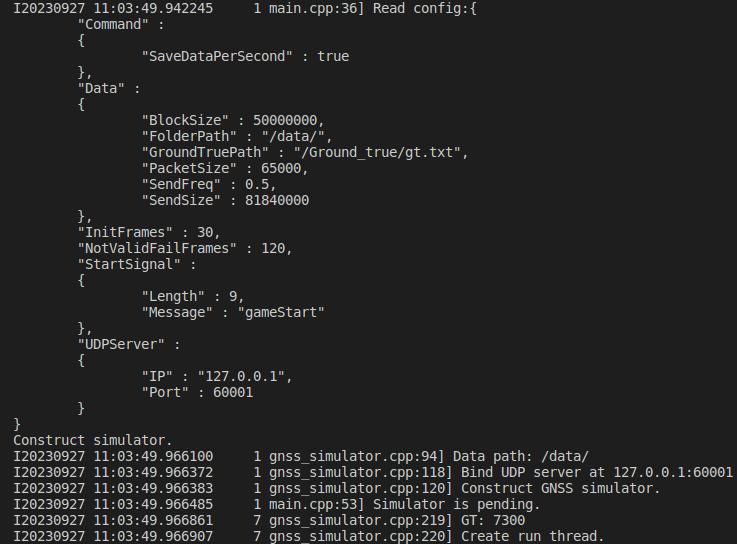 I20230927 11:03:49.942245     1 main.cpp:36] Read config:{
        "Command" :
        {
                "SaveDataPerSecond" : true
        },
        "Data" :
        {
                "BlockSize" : 50000000,
                "FolderPath" : "/data/",
                "GroundTruePath" : "/Ground_true/gt.txt",
                "PacketSize" : 65000,
                "SendFreq" : 0.5,
                "SendSize" : 81840000
        },
        "InitFrames" : 30,
        "NotValidFailFrames" : 120,
        "StartSignal" :
        {
                "Length" : 9,
                "Message" : "gameStart"
        },
        "UDPServer" :
        {
                "IP" : "127.0.0.1",
                "Port" : 60001
        }
}
Construct simulator.
I20230927 11:03:49.966100     1 gnss_simulator.cpp:94] Data path: /data/
I20230927 11:03:49.966372     1 gnss_simulator.cpp:118] Bind UDP server at 127.0.0.1:60001
I20230927 11:03:49.966383     1 gnss_simulator.cpp:120] Construct GNSS simulator.
I20230927 11:03:49.966485     1 main.cpp:53] Simulator is pending.
I20230927 11:03:49.966861     7 gnss_simulator.cpp:219] GT: 7300
I20230927 11:03:49.966907     7 gnss_simulator.cpp:220] Create run thread.